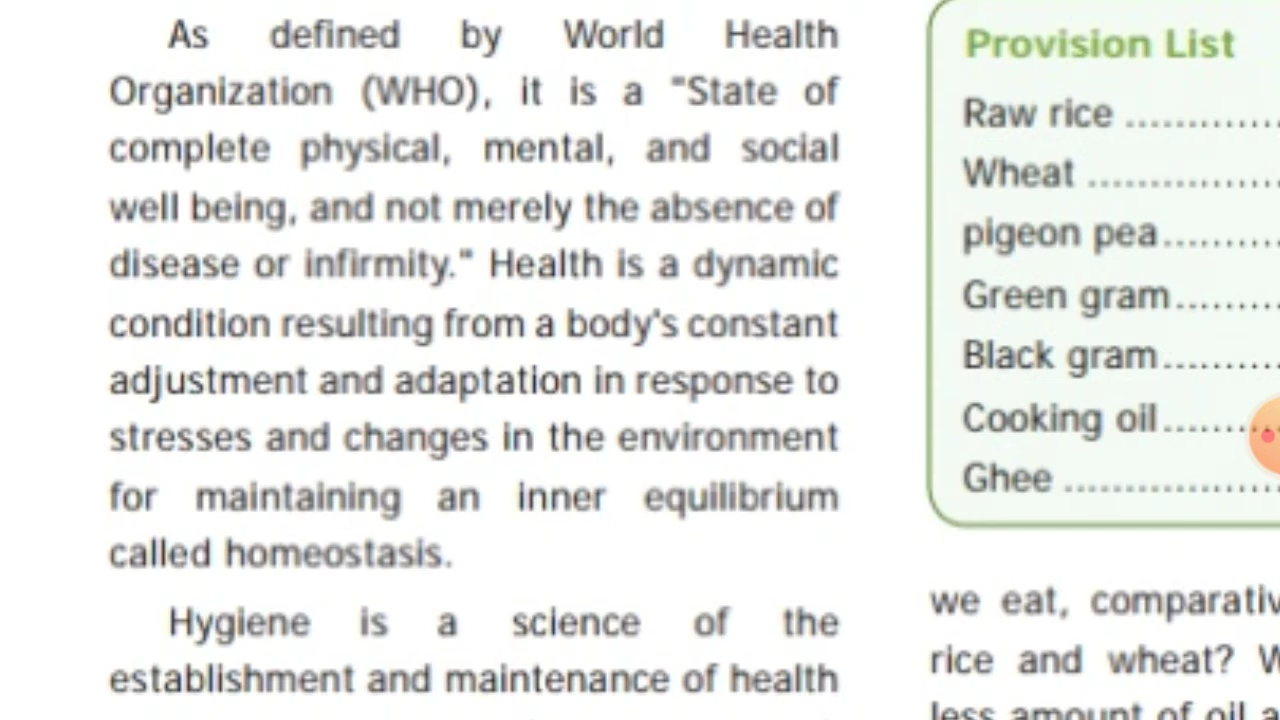 As defined by World Health
Organization (WHO), it is a "State of
complete physical, mental, and social
well being, and not merely the absence of
disease or infirmity." Health is a dynamic
condition resulting from a body's constant
adjustment and adaptation in response to
stresses and changes in the environment
for maintaining an inner equilibrium
called homeostasis.
Hygiene is a science of the
establishment and maintenance of health
Provision List
Raw rice ............
Wheat ................
pigeon pea..........
Green gram.........
Black gram..........
Cooking oil.......
Ghee ..................
we eat,
rice and wheat?
less amount of oil